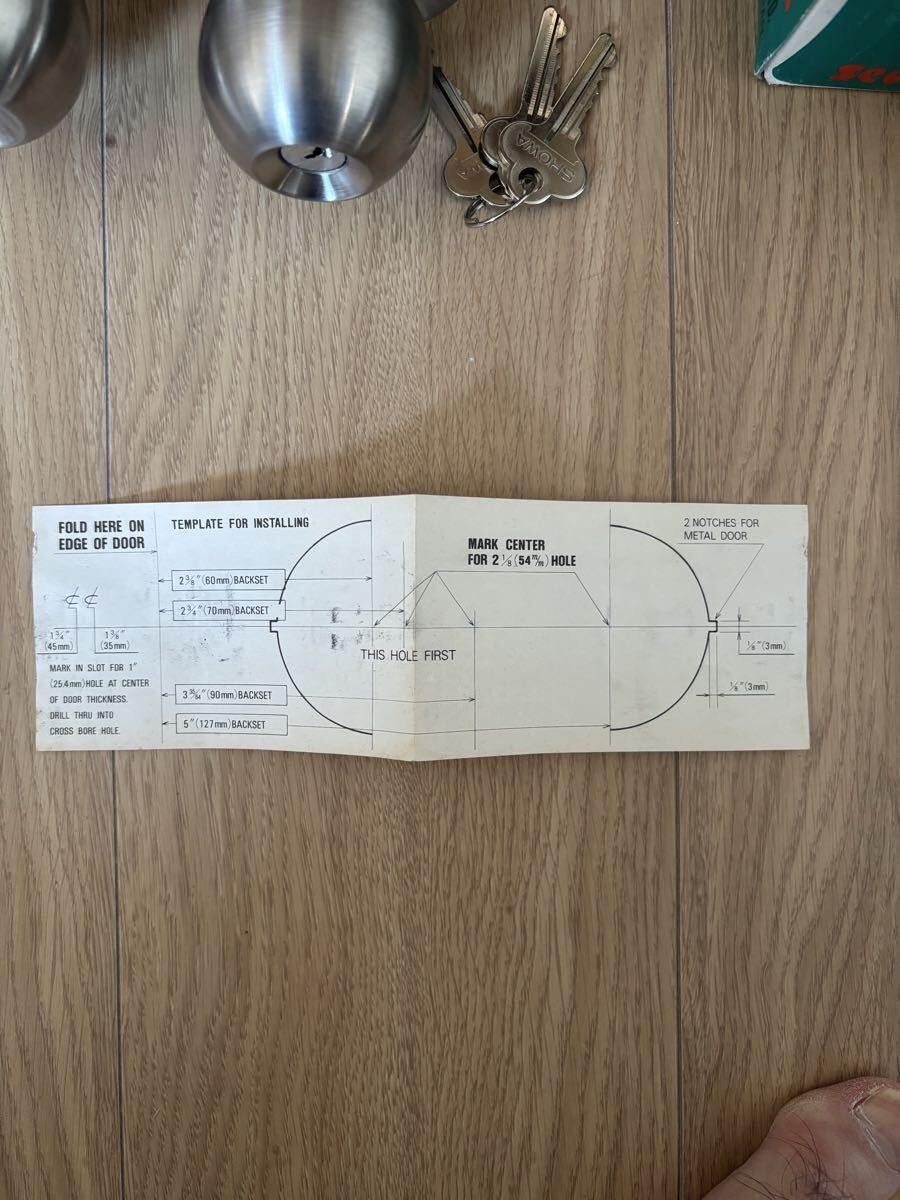 SHOWA
FOLD HERE ON
EDGE OF DOOR
TEMPLATE FOR INSTALLING
MARK CENTER
FOR 2 1/8 (54 m/m) HOLE
2 NOTCHES FOR
METAL DOOR
2 3/8" (60mm) BACKSET
2 3/4" (70mm) BACKSET
THIS HOLE FIRST
1 3/4"
(45mm)
1 3/8"
(35mm)
1/8" (3mm)
MARK IN SLOT FOR 1"
(25.4mm) HOLE AT CENTER
OF DOOR THICKNESS.
DRILL THRU INTO
CROSS BORE HOLE.
3 35/64" (90mm) BACKSET
5" (127mm) BACKSET
1/8" (3mm)